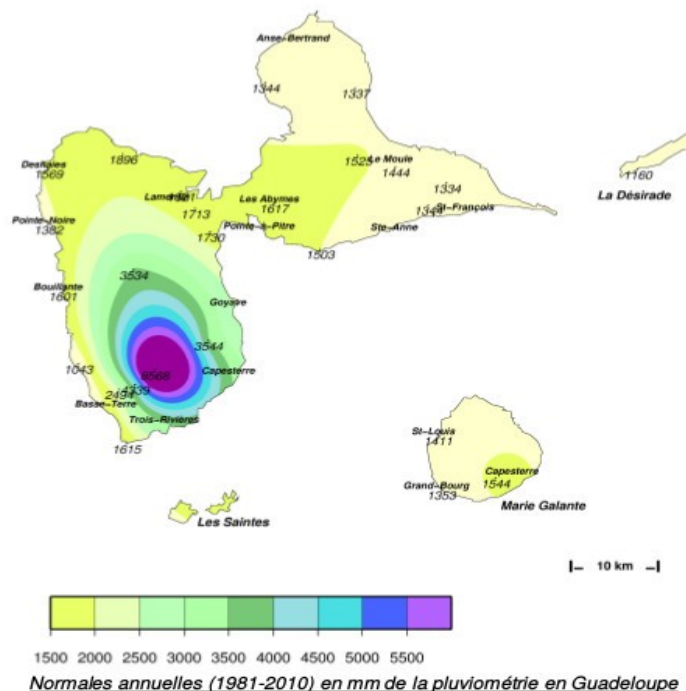 Anse-Bertrand
1344
1337
Deshaies
1569
1896
1525
Le Moule
1444
1160
La Désirade
1334
1344
St-François
Les Abymes
1617
1713
Pointe-Noire
1382
Pointe-à-Pitre
Ste-Anne
1730
1503
3534
Bouillante
1601
Goyave
3544
1043
Capesterre
2494
4339
Basse-Terre
Trois-Rivières
1615
St-Louis
1411
Capesterre
1544
Grand-Bourg
1353
Marie Galante
Les Saintes
10 km
1500 2000 2500 3000 3500 4000 4500 5000 5500
Normales annuelles (1981-2010) en mm de la pluviométrie en Guadeloupe